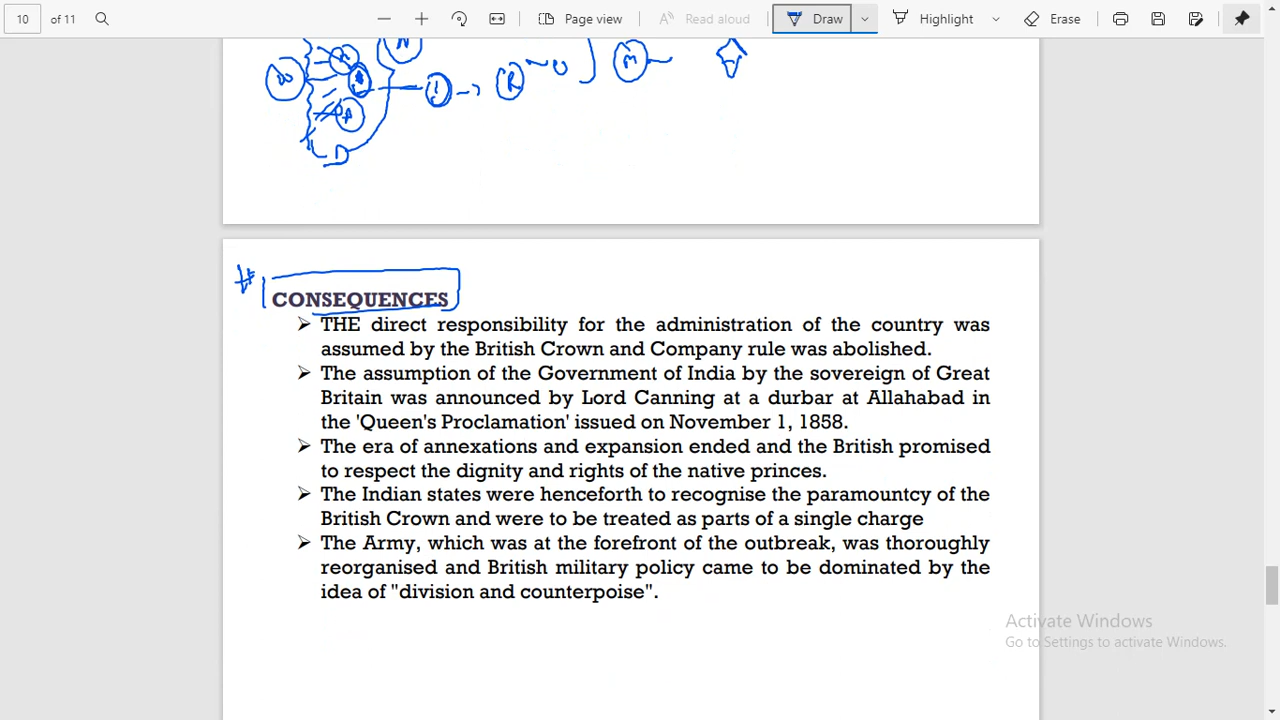 10 of 11 Page view Read aloud Draw Highlight Erase
N
W
D
1
R
M
D
CONSEQUENCES
THE direct responsibility for the administration of the country was
assumed by the British Crown and Company rule was abolished.
The assumption of the Government of India by the sovereign of Great
Britain was announced by Lord Canning at a durbar at Allahabad in
the 'Queen's Proclamation' issued on November 1, 1858.
The era of annexations and expansion ended and the British promised
to respect the dignity and rights of the native princes.
The Indian states were henceforth to recognise the paramountcy of the
British Crown and were to be treated as parts of a single charge
The Army, which was at the forefront of the outbreak, was thoroughly
reorganised and British military policy came to be dominated by the
idea of "division and counterpoise".
Activate Windows
Go to Settings to activate Windows.